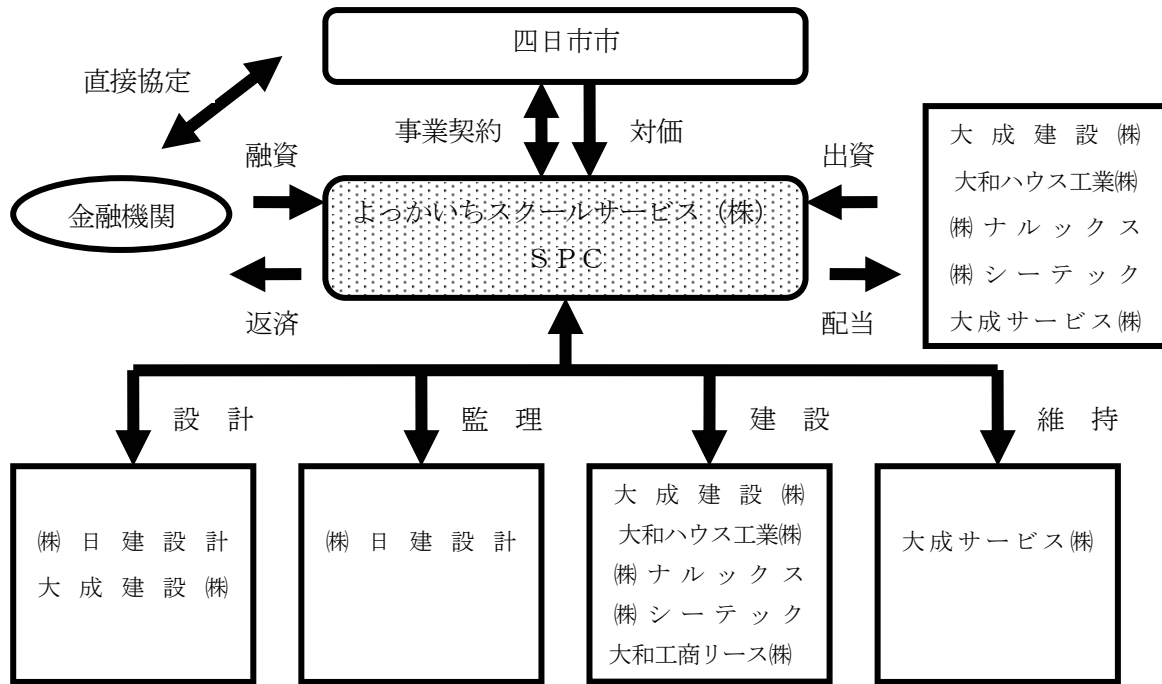 四日市市
直接協定
事業契約
対価
融資
出資
金融機関
よっかいちスクールサービス（株）
ＳＰＣ
返済
配当
大成建設㈱
大和ハウス工業㈱
㈱ナルックス
㈱シーテック
大成サービス㈱
設計
監理
建設
維持
㈱日建設計
大成建設㈱
㈱日建設計
大成建設㈱
大和ハウス工業㈱
㈱ナルックス
㈱シーテック
大和工商リース㈱
大成サービス㈱